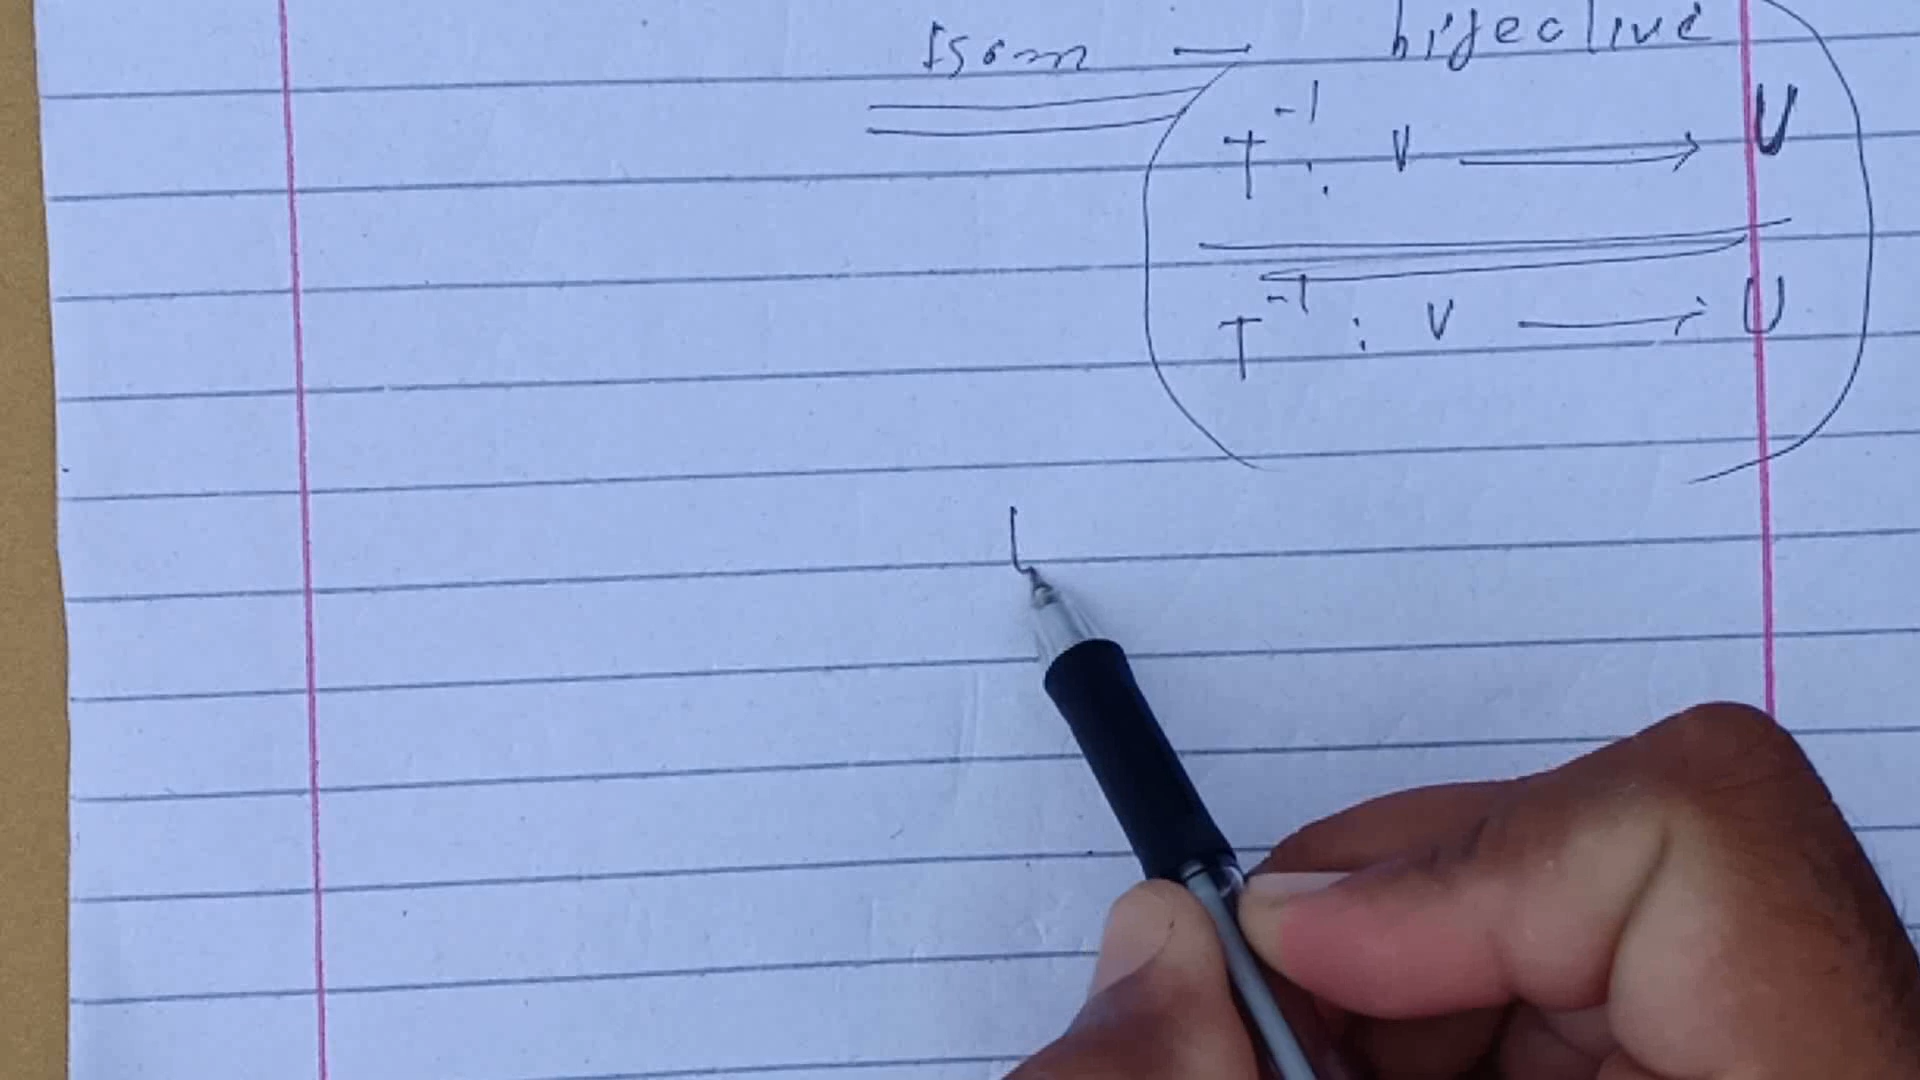 Isom — bijective
T⁻¹: V ⟶ U
T⁻¹: V ⟶ U